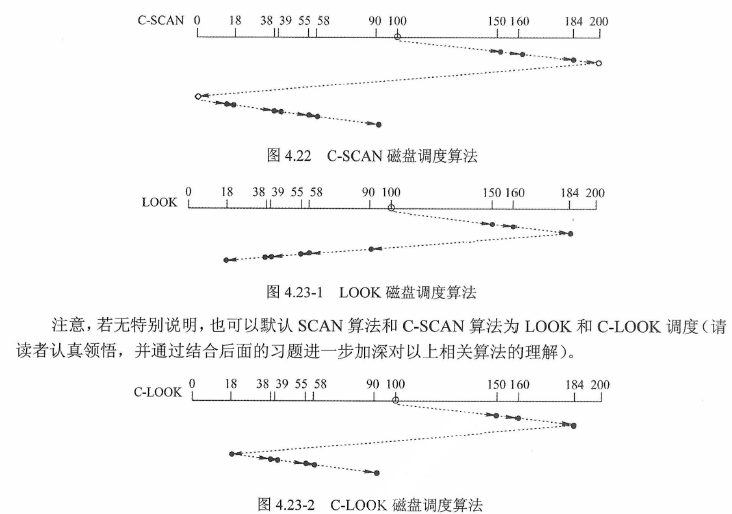 C-SCAN 0 18 38 39 55 58 90 100 150 160 184 200
图 4.22 C-SCAN 磁盘调度算法
0 18 38 39 55 58 90 100 150 160 184 200
LOOK
图 4.23-1 LOOK 磁盘调度算法
注意,若无特别说明,也可以默认 SCAN 算法和 C-SCAN 算法为 LOOK 和 C-LOOK 调度(请
读者认真领悟,并通过结合后面的习题进一步加深对以上相关算法的理解)。
0 18 38 39 55 58 90 100 150 160 184 200
C-LOOK
图 4.23-2 C-LOOK 磁盘调度算法